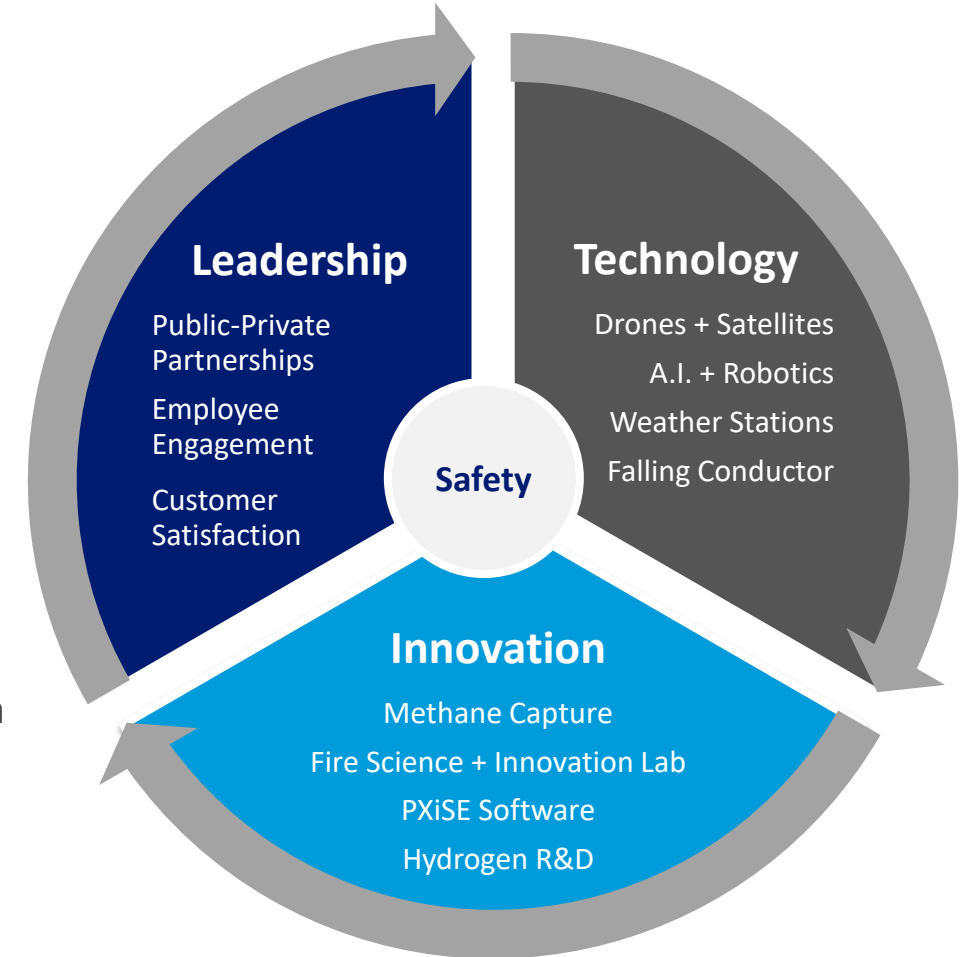 Leadership
Public-Private
Partnerships
Employee
Engagement
Customer
Satisfaction
Technology
Drones + Satellites
A.I. + Robotics
Weather Stations
Falling Conductor
Safety
Innovation
Methane Capture
Fire Science + Innovation Lab
PXiSE Software
Hydrogen R&D